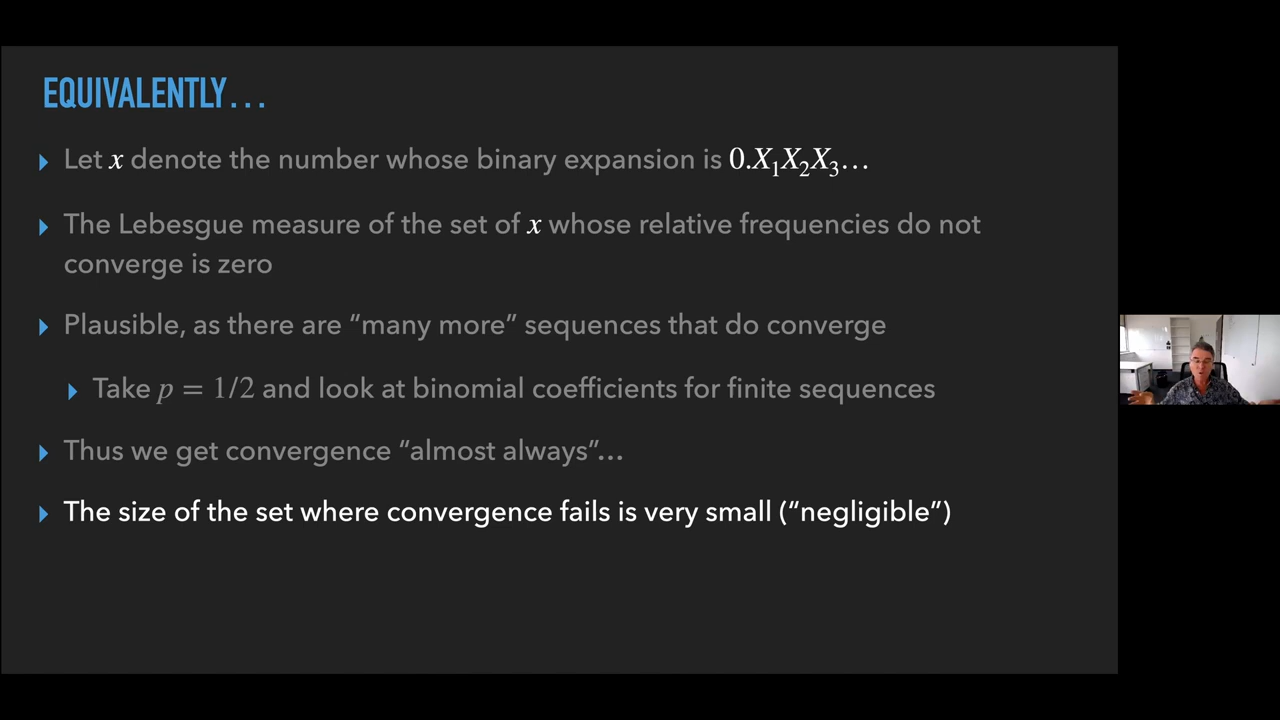 EQUIVALENTLY…
Let x denote the number whose binary expansion is 0.X₁X₂X₃…
The Lebesgue measure of the set of x whose relative frequencies do not
converge is zero
Plausible, as there are “many more” sequences that do converge
Take p = 1/2 and look at binomial coefficients for finite sequences
Thus we get convergence “almost always”…
The size of the set where convergence fails is very small (“negligible”)